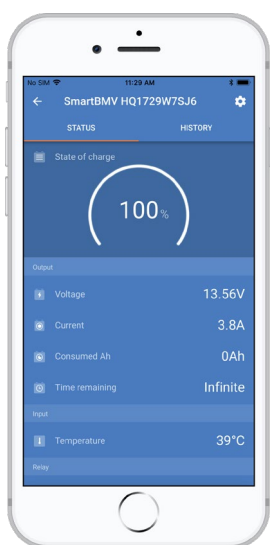 No SIM 11:29 AM
SmartBMV HQ1729W7SJ6
STATUS HISTORY
State of charge
100%
Output
Voltage 13.56V
Current 3.8A
Consumed Ah 0Ah
Time remaining Infinite
Input
Temperature 39°C
Relay